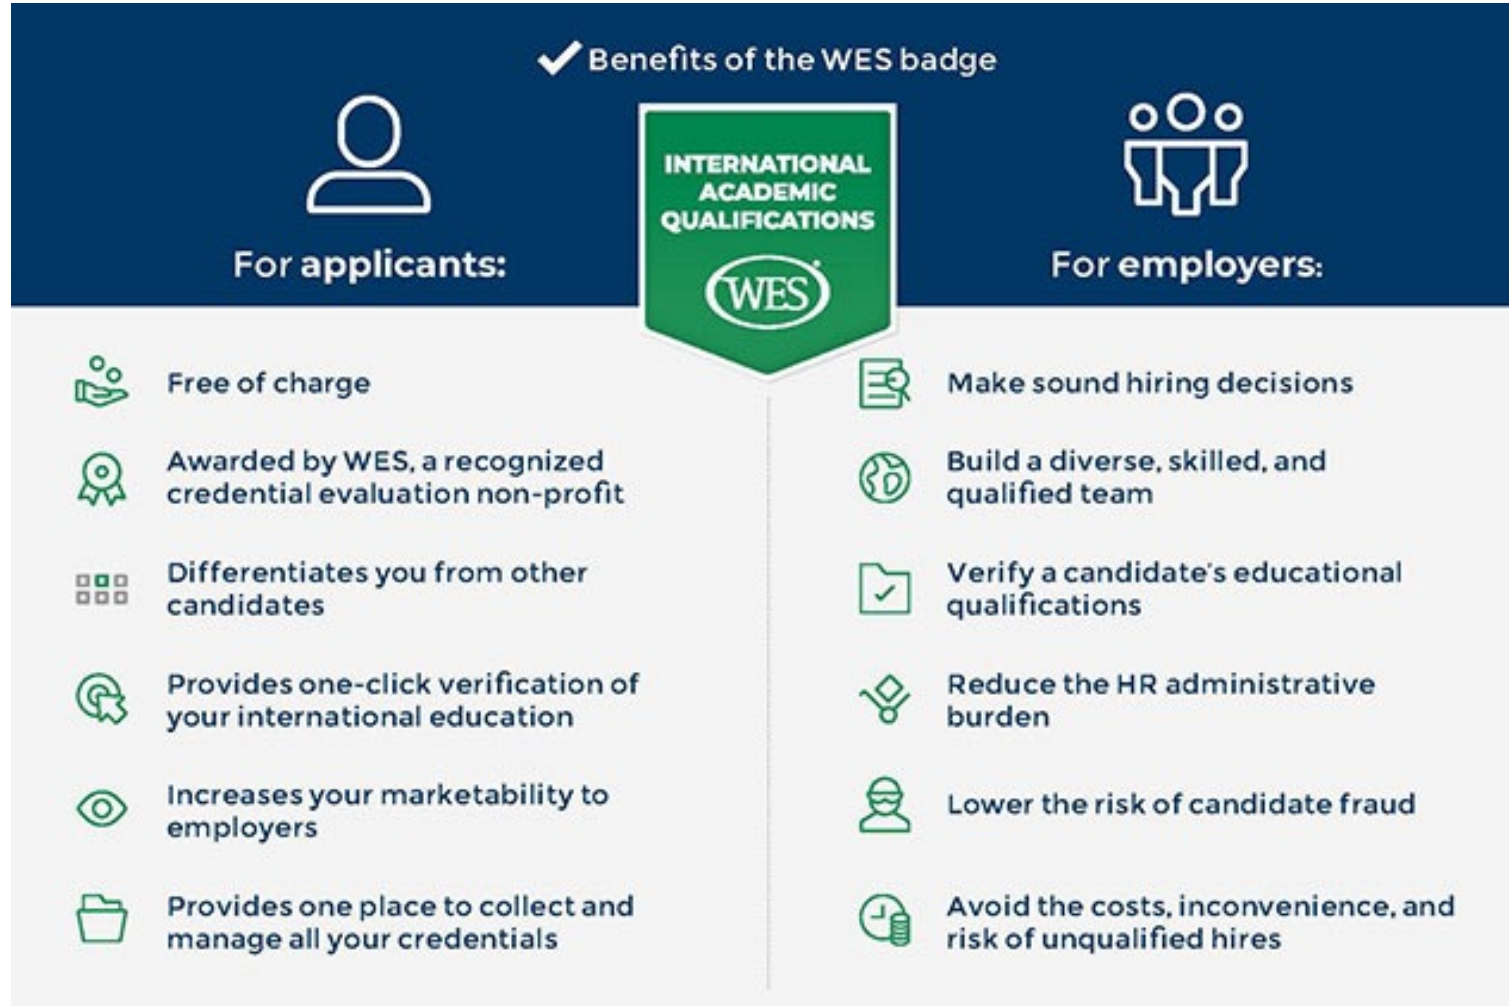 Benefits of the WES badge
INTERNATIONAL
ACADEMIC
QUALIFICATIONS
WES
For applicants:
Free of charge
Awarded by WES, a recognized
credential evaluation non-profit
Differentiates you from other
candidates
Provides one-click verification of
your international education
Increases your marketability to
employers
Provides one place to collect and
manage all your credentials
For employers:
Make sound hiring decisions
Build a diverse, skilled, and
qualified team
Verify a candidate's educational
qualifications
Reduce the HR administrative
burden
Lower the risk of candidate fraud
Avoid the costs, inconvenience, and
risk of unqualified hires